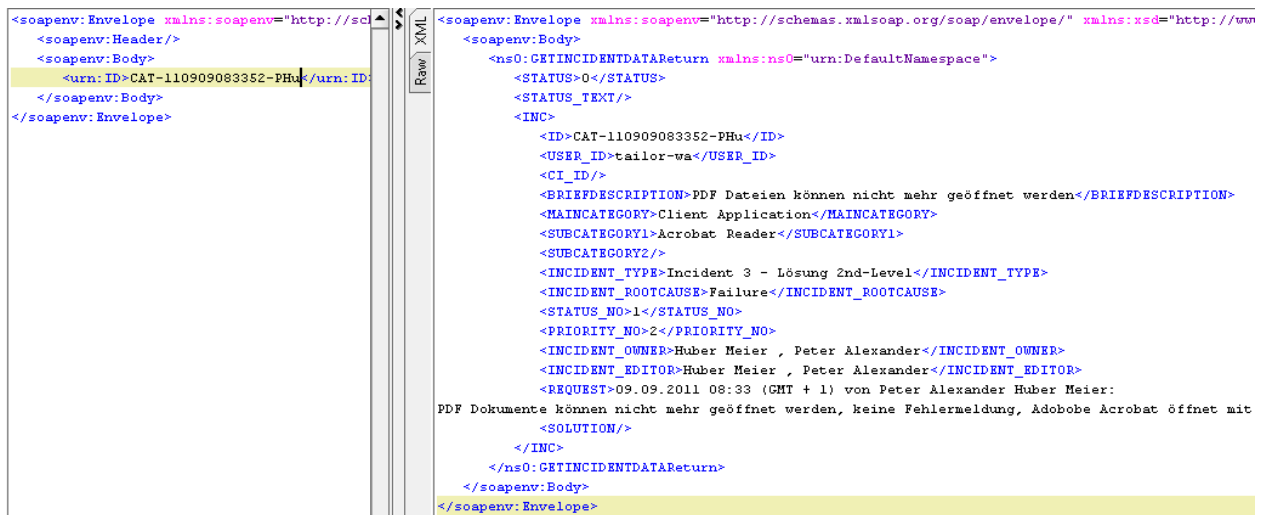 <soapenv:Envelope xmlns:soapenv="http://scl
<soapenv:Header/>
<soapenv:Body>
<urn:ID>CAT-110909083352-PHu</urn:ID>
</soapenv:Body>
</soapenv:Envelope>
XML
Raw
<soapenv:Envelope xmlns:soapenv="http://schemas.xmlsoap.org/soap/envelope/" xmlns:xsd="http://www
<soapenv:Body>
<ns0:GETINCIDENTDATAReturn xmlns:ns0="urn:DefaultNamespace">
<STATUS>0</STATUS>
<STATUS_TEXT/>
<INC>
<ID>CAT-110909083352-PHu</ID>
<USER_ID>tailor-wa</USER_ID>
<CI_ID/>
<BRIEFDESCRIPTION>PDF Dateien können nicht mehr geöffnet werden</BRIEFDESCRIPTION>
<MAINCATEGORY>Client Application</MAINCATEGORY>
<SUBCATEGORY1>Acrobat Reader</SUBCATEGORY1>
<SUBCATEGORY2/>
<INCIDENT_TYPE>Incident 3 - Lösung 2nd-Level</INCIDENT_TYPE>
<INCIDENT_ROOTCAUSE>Failure</INCIDENT_ROOTCAUSE>
<STATUS_NO>1</STATUS_NO>
<PRIORITY_NO>2</PRIORITY_NO>
<INCIDENT_OWNER>Huber Meier , Peter Alexander</INCIDENT_OWNER>
<INCIDENT_EDITOR>Huber Meier , Peter Alexander</INCIDENT_EDITOR>
<REQUEST>09.09.2011 08:33 (GMT + 1) von Peter Alexander Huber Meier:
PDF Dokumente können nicht mehr geöffnet werden, keine Fehlermeldung, Adobobe Acrobat öffnet mit
<SOLUTION/>
</INC>
</ns0:GETINCIDENTDATAReturn>
</soapenv:Body>
</soapenv:Envelope>